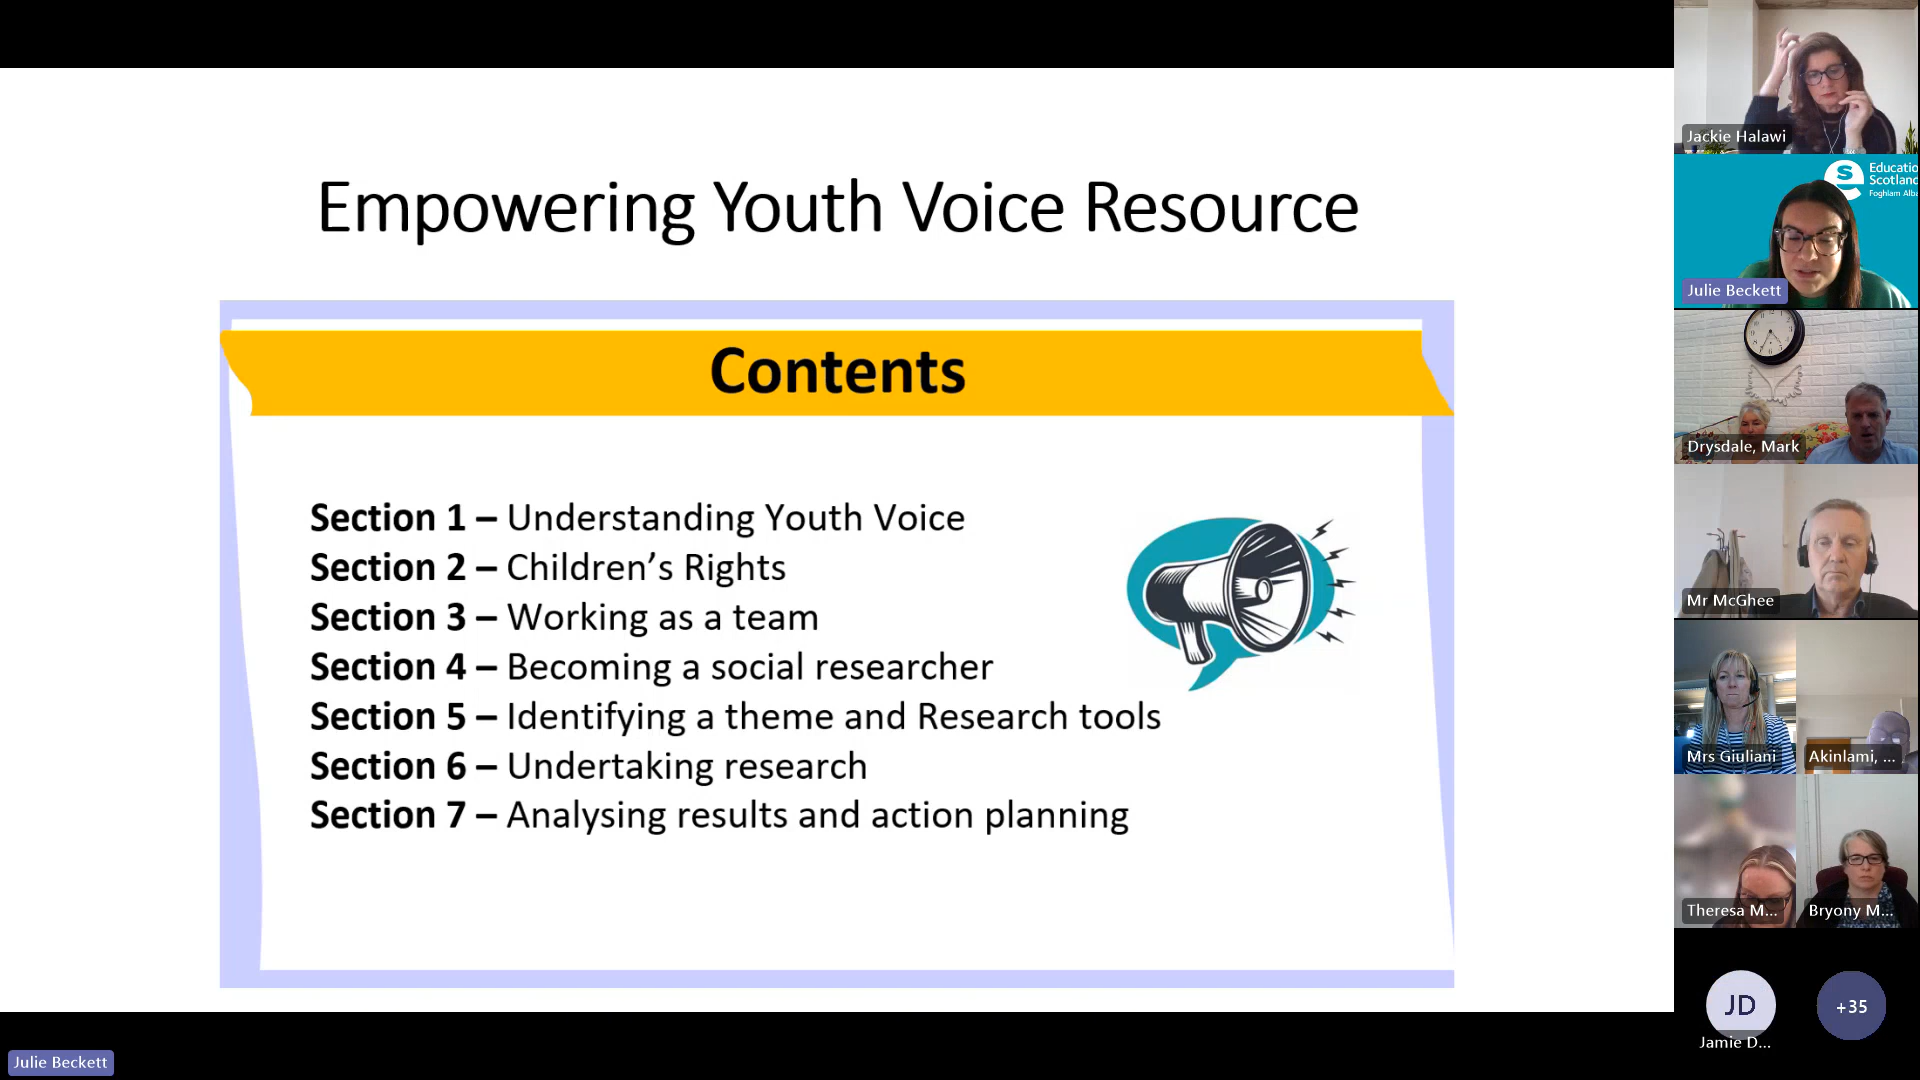 Empowering Youth Voice Resource
Contents
Section 1 – Understanding Youth Voice
Section 2 – Children’s Rights
Section 3 – Working as a team
Section 4 – Becoming a social researcher
Section 5 – Identifying a theme and Research tools
Section 6 – Undertaking research
Section 7 – Analysing results and action planning
Julie Beckett
Jackie Halawi
Educatio
Scotland
Foghlam Alba
Julie Beckett
Drysdale, Mark
Mr McGhee
Mrs Giuliani
Akinlami, ...
Theresa M...
Bryony M...
JD
Jamie D...
+35